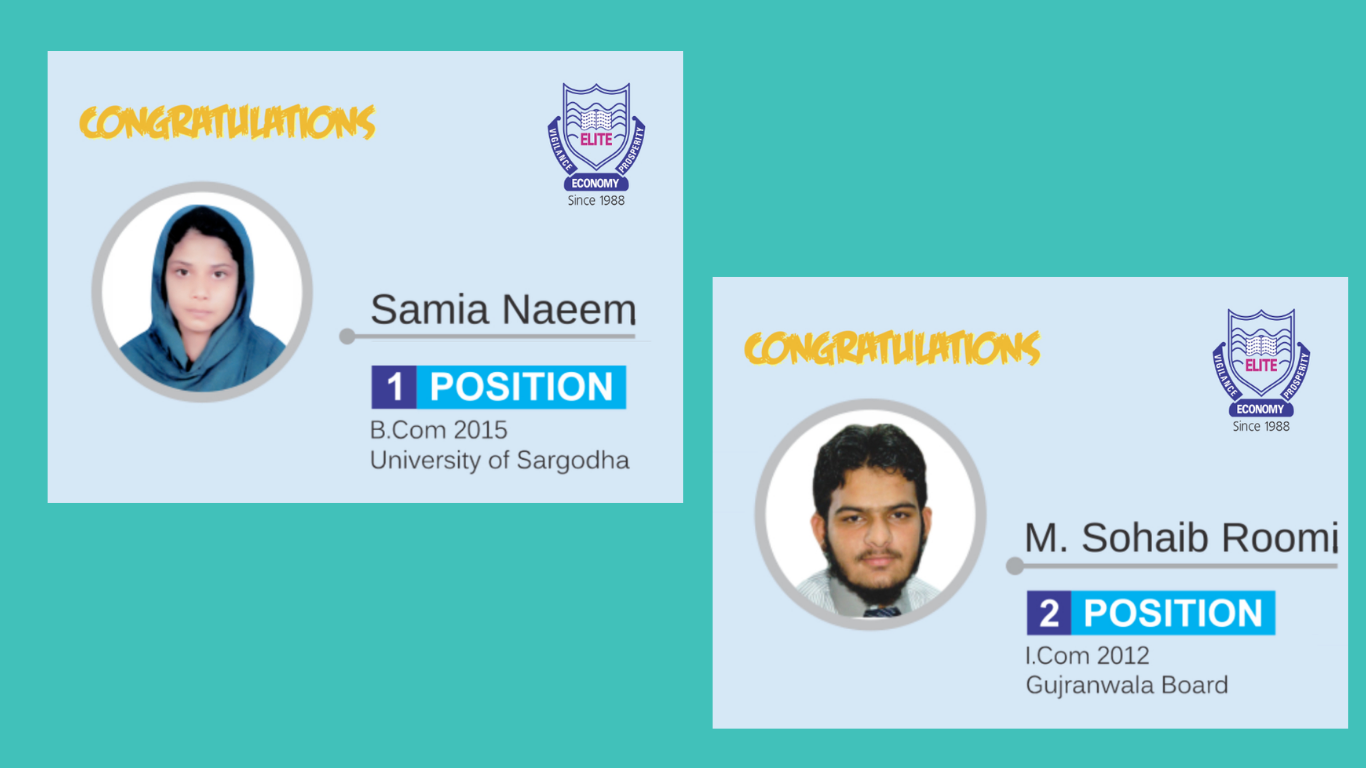 CONGRATULATIONS
ELITE
VIGILANCE
PROSPERITY
ECONOMY
Since 1988
Samia Naeem
1 POSITION
B.Com 2015
University of Sargodha
CONGRATULATIONS
ELITE
VIGILANCE
PROSPERITY
ECONOMY
Since 1988
M. Sohaib Roomi
2 POSITION
I.Com 2012
Gujranwala Board